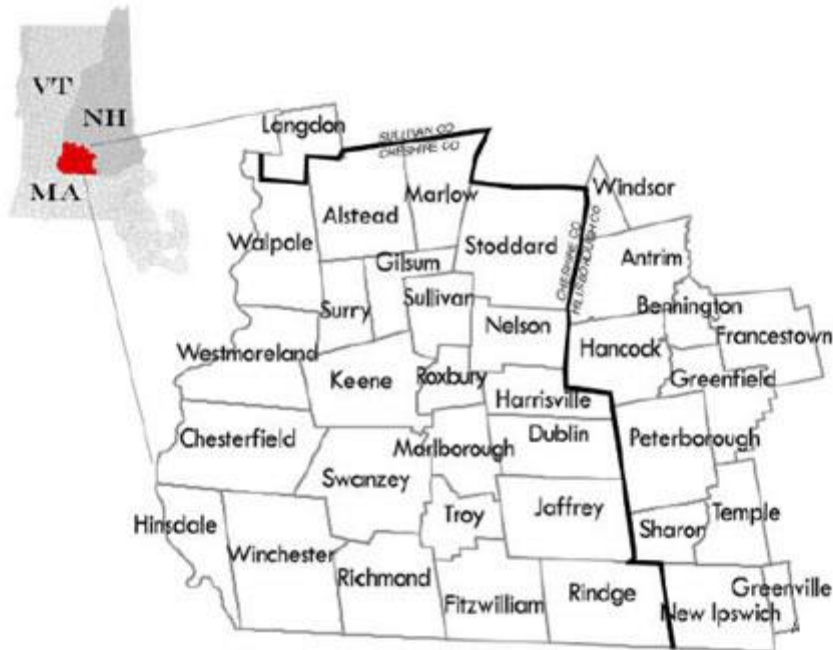 VT
NH
MA
Langdon
SULLIVAN CO
CHESHIRE CO
Marlow
Alstead
Windsor
Walpole
Stoddard
CHESHIRE CO
HILLSBOROUGH CO
Antrim
Gilsum
Sullivan
Surry
Nelson
Bennington
Francestown
Hancock
Westmoreland
Keene
Roxbury
Greenfield
Harrisville
Chesterfield
Marlborough
Dublin
Peterborough
Swanzey
Jaffrey
Troy
Sharon
Temple
Hinsdale
Winchester
Richmond
Fitzwilliam
Rindge
Greenville
New Ipswich